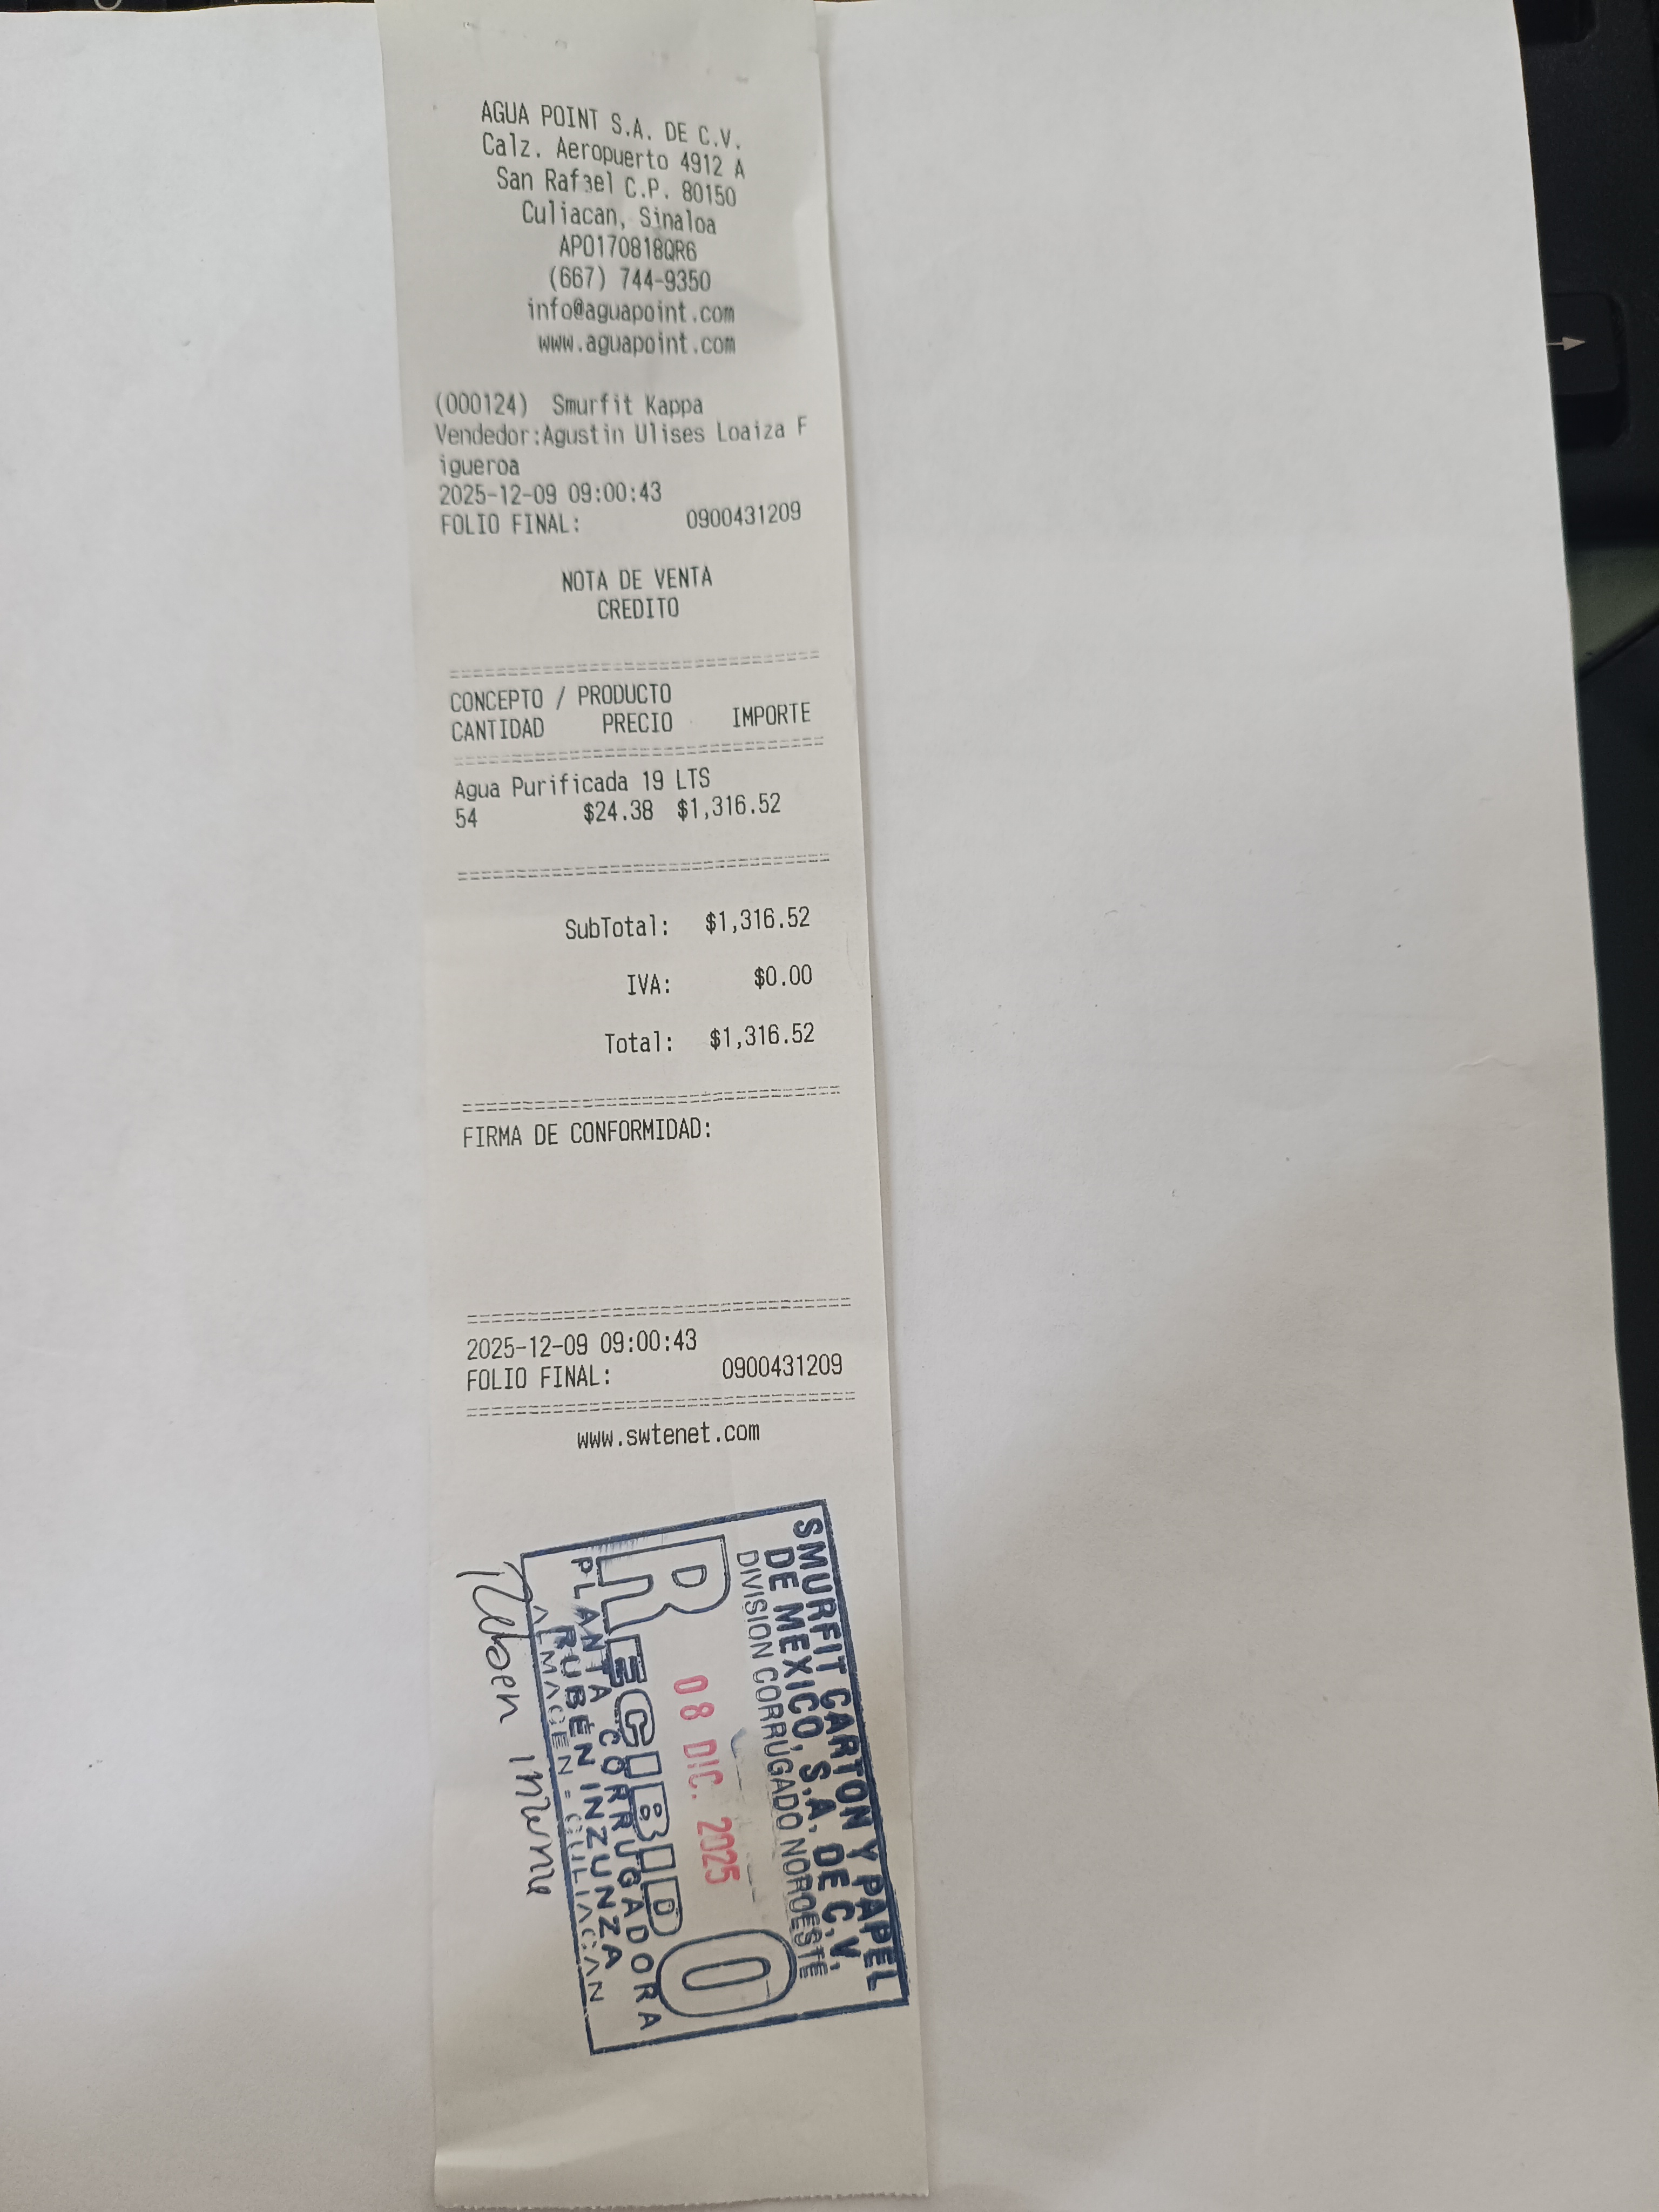 AGUA POINT S.A. DE C.V.
Calz. Aeropuerto 4912 A
San Rafael C.P. 80150
Culiacan, Sinaloa
APO170818QR6
(667) 744-9350
info@aguapoint.com
www.aguapoint.com
(000124) Smurfit Kappa
Vendedor:Agustin Ulises Loaiza F
igueroa
2025-12-09 09:00:43
FOLIO FINAL: 0900431209
NOTA DE VENTA
CREDITO
CONCEPTO / PRODUCTO
CANTIDAD PRECIO IMPORTE
Agua Purificada 19 LTS
54 $24.38 $1,316.52
SubTotal: $1,316.52
IVA: $0.00
Total: $1,316.52
FIRMA DE CONFORMIDAD:
2025-12-09 09:00:43
FOLIO FINAL: 0900431209
www.swtenet.com
SMURFIT CARTON Y PAPEL
DE MEXICO, S.A. DE C.V.
DIVISION CORRUGADO NOROESTE
08 DIC. 2025
RECIBIDO
PLANTA CORRUGADORA
RUBÉN INZUNZA
ALMACEN - CULIACAN
Ruben